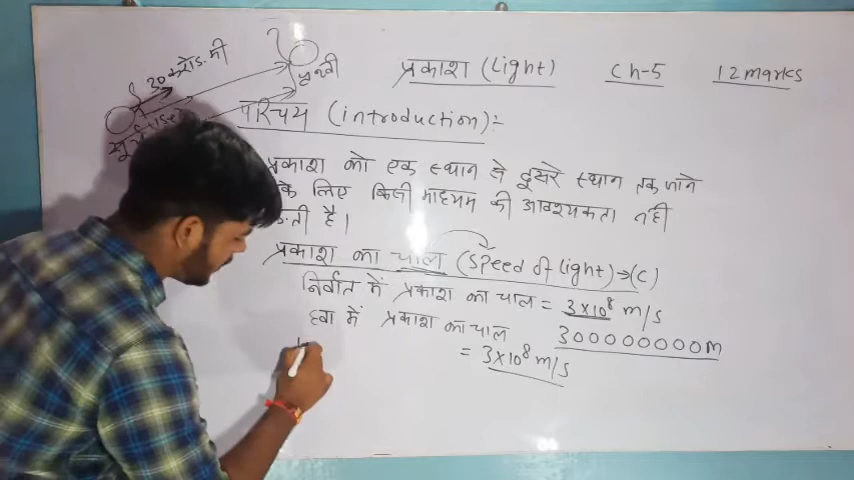 30 करोड. मी
पृथ्वी
प्रकाश (Light) Ch-5 12 marks
परिचय (introduction):-
प्रकाश को एक स्थान से दूसरे स्थान तक जाने
के लिए किसी माध्यम की आवश्यकता नही
है।
प्रकाश का चाल (Speed of light) ⇒ (c)
निर्वात में प्रकाश का चाल = 3×10⁸ m/s
हवा में प्रकाश का चाल 300000000m
= 3×10⁸ m/s